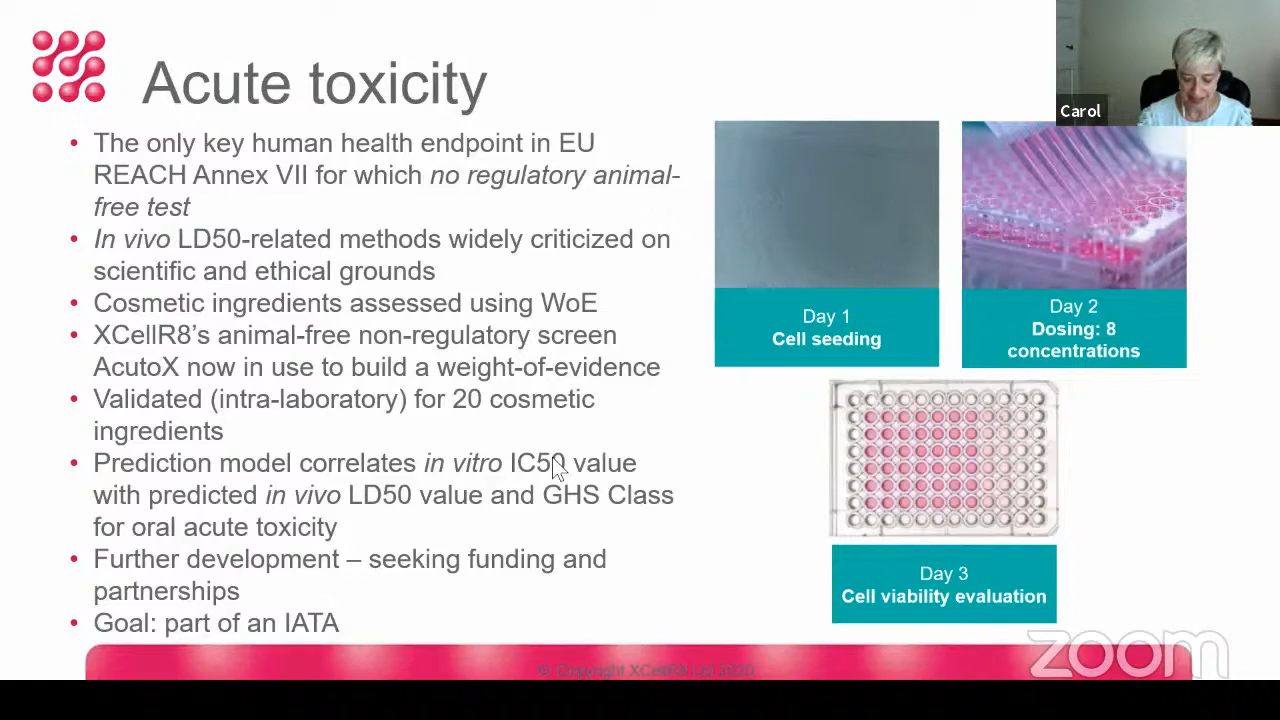 Acute toxicity
Carol
• The only key human health endpoint in EU
REACH Annex VII for which no regulatory animal-
free test
• In vivo LD50-related methods widely criticized on
scientific and ethical grounds
• Cosmetic ingredients assessed using WoE
• XCellR8’s animal-free non-regulatory screen
AcutoX now in use to build a weight-of-evidence
• Validated (intra-laboratory) for 20 cosmetic
ingredients
• Prediction model correlates in vitro IC50 value
with predicted in vivo LD50 value and GHS Class
for oral acute toxicity
• Further development – seeking funding and
partnerships
• Goal: part of an IATA
Day 1
Cell seeding
Day 2
Dosing: 8
concentrations
Day 3
Cell viability evaluation
© Copyright XCellR8 Ltd 2020
zoom